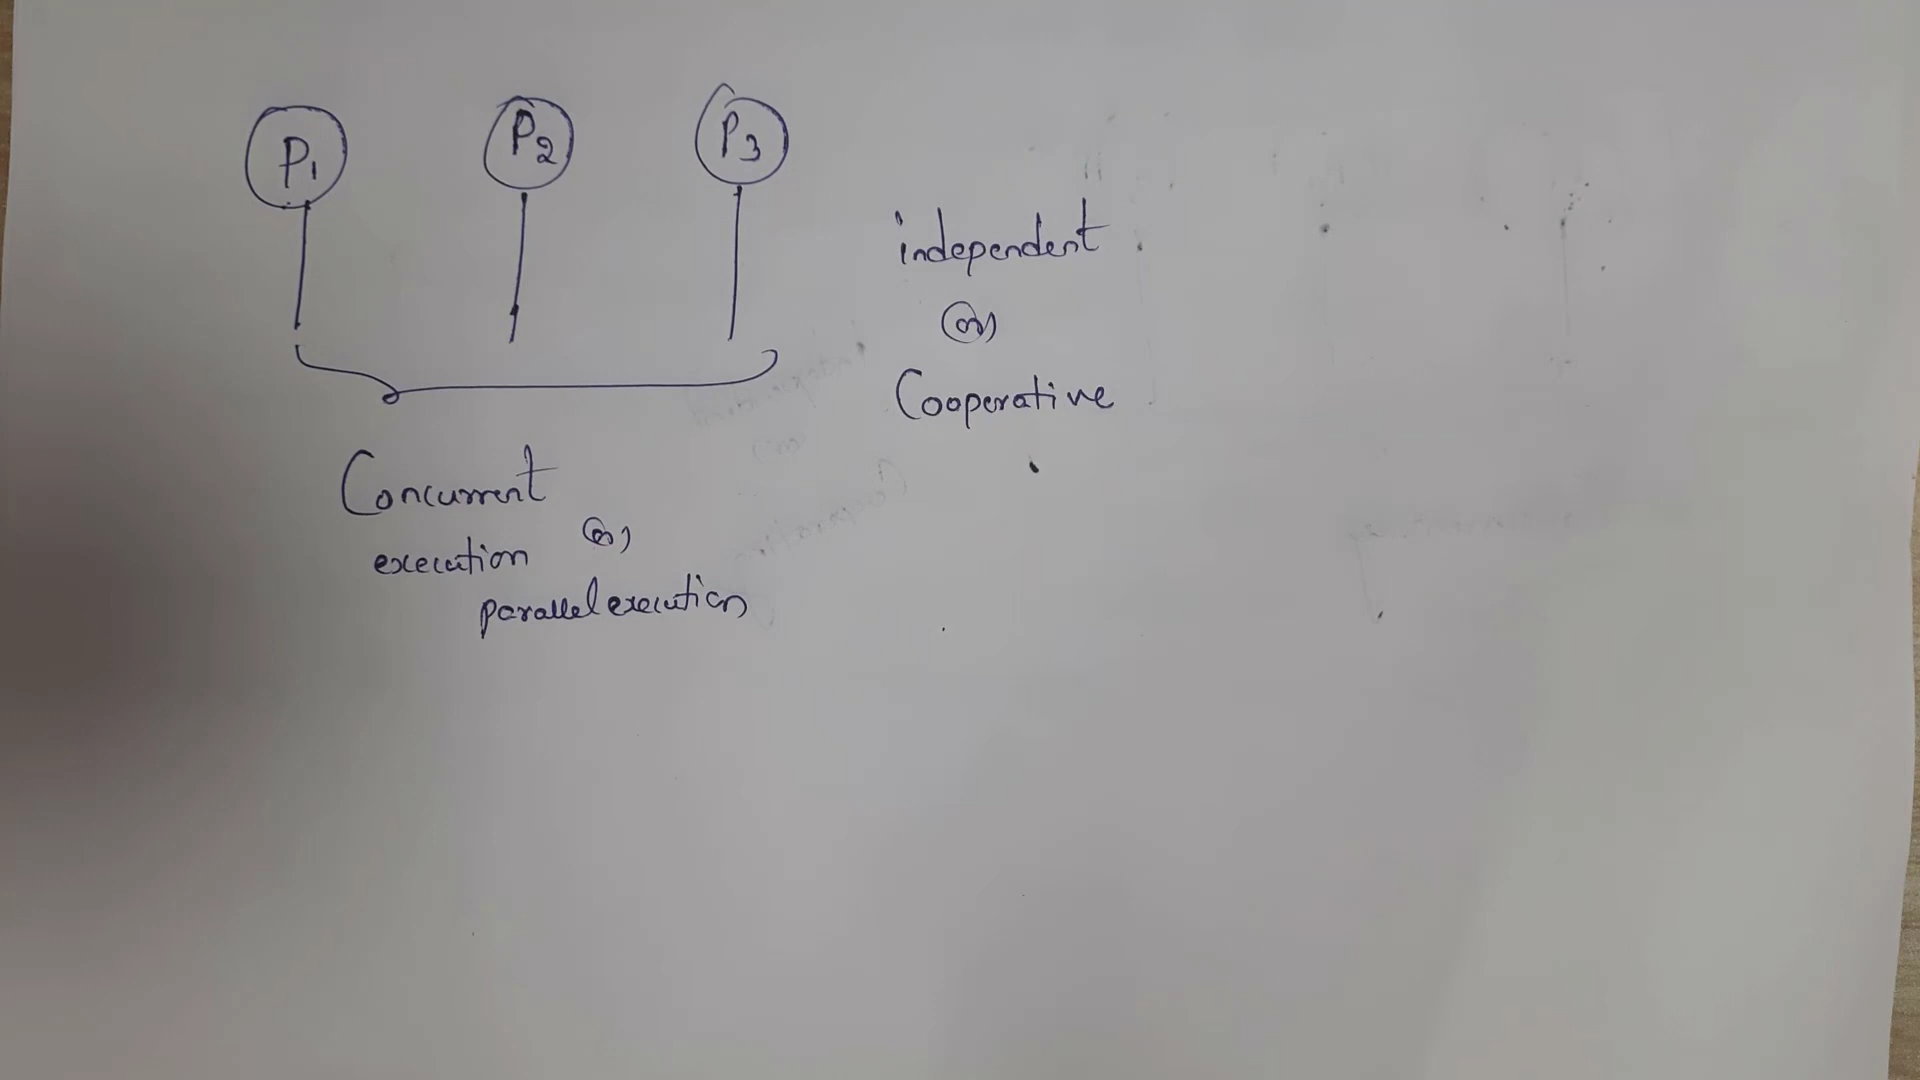 P1 P2 P3
independent
(or)
Cooperative
Concurrent
execution (or)
parallel execution